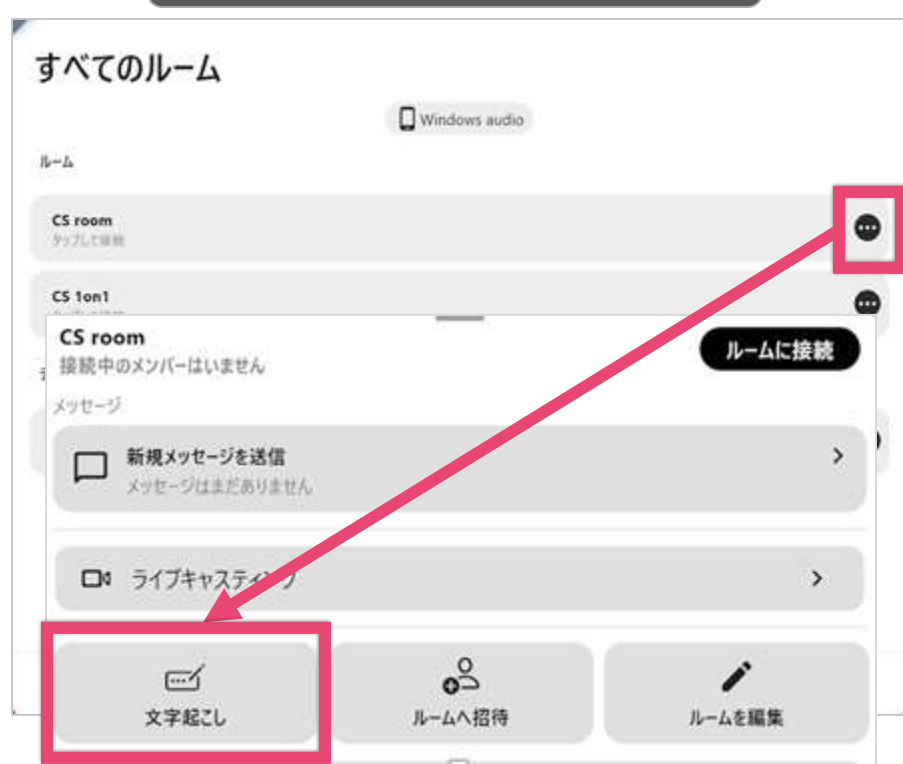 すべてのルーム
Windows audio
ルーム
CS room
タップして接続
CS 1on1
CS room
接続中のメンバーはいません
ルームに接続
メッセージ
新規メッセージを送信
メッセージはまだありません
ライブキャスティング
文字起こし
ルームへ招待
ルームを編集